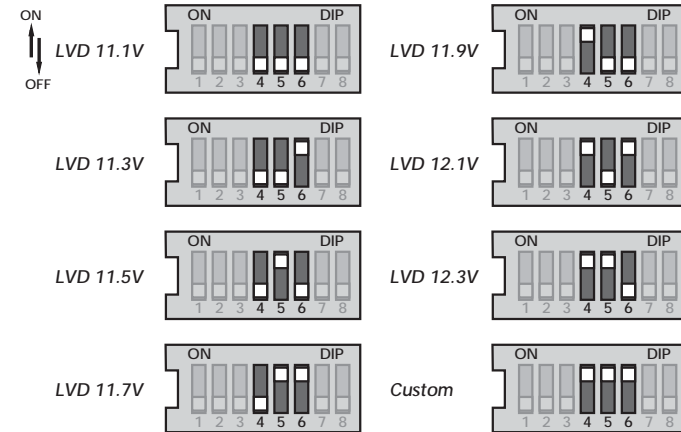 ON
OFF
LVD 11.1V
ON DIP
1 2 3 4 5 6 7 8
LVD 11.9V
ON DIP
1 2 3 4 5 6 7 8
LVD 11.3V
ON DIP
1 2 3 4 5 6 7 8
LVD 12.1V
ON DIP
1 2 3 4 5 6 7 8
LVD 11.5V
ON DIP
1 2 3 4 5 6 7 8
LVD 12.3V
ON DIP
1 2 3 4 5 6 7 8
LVD 11.7V
ON DIP
1 2 3 4 5 6 7 8
Custom
ON DIP
1 2 3 4 5 6 7 8